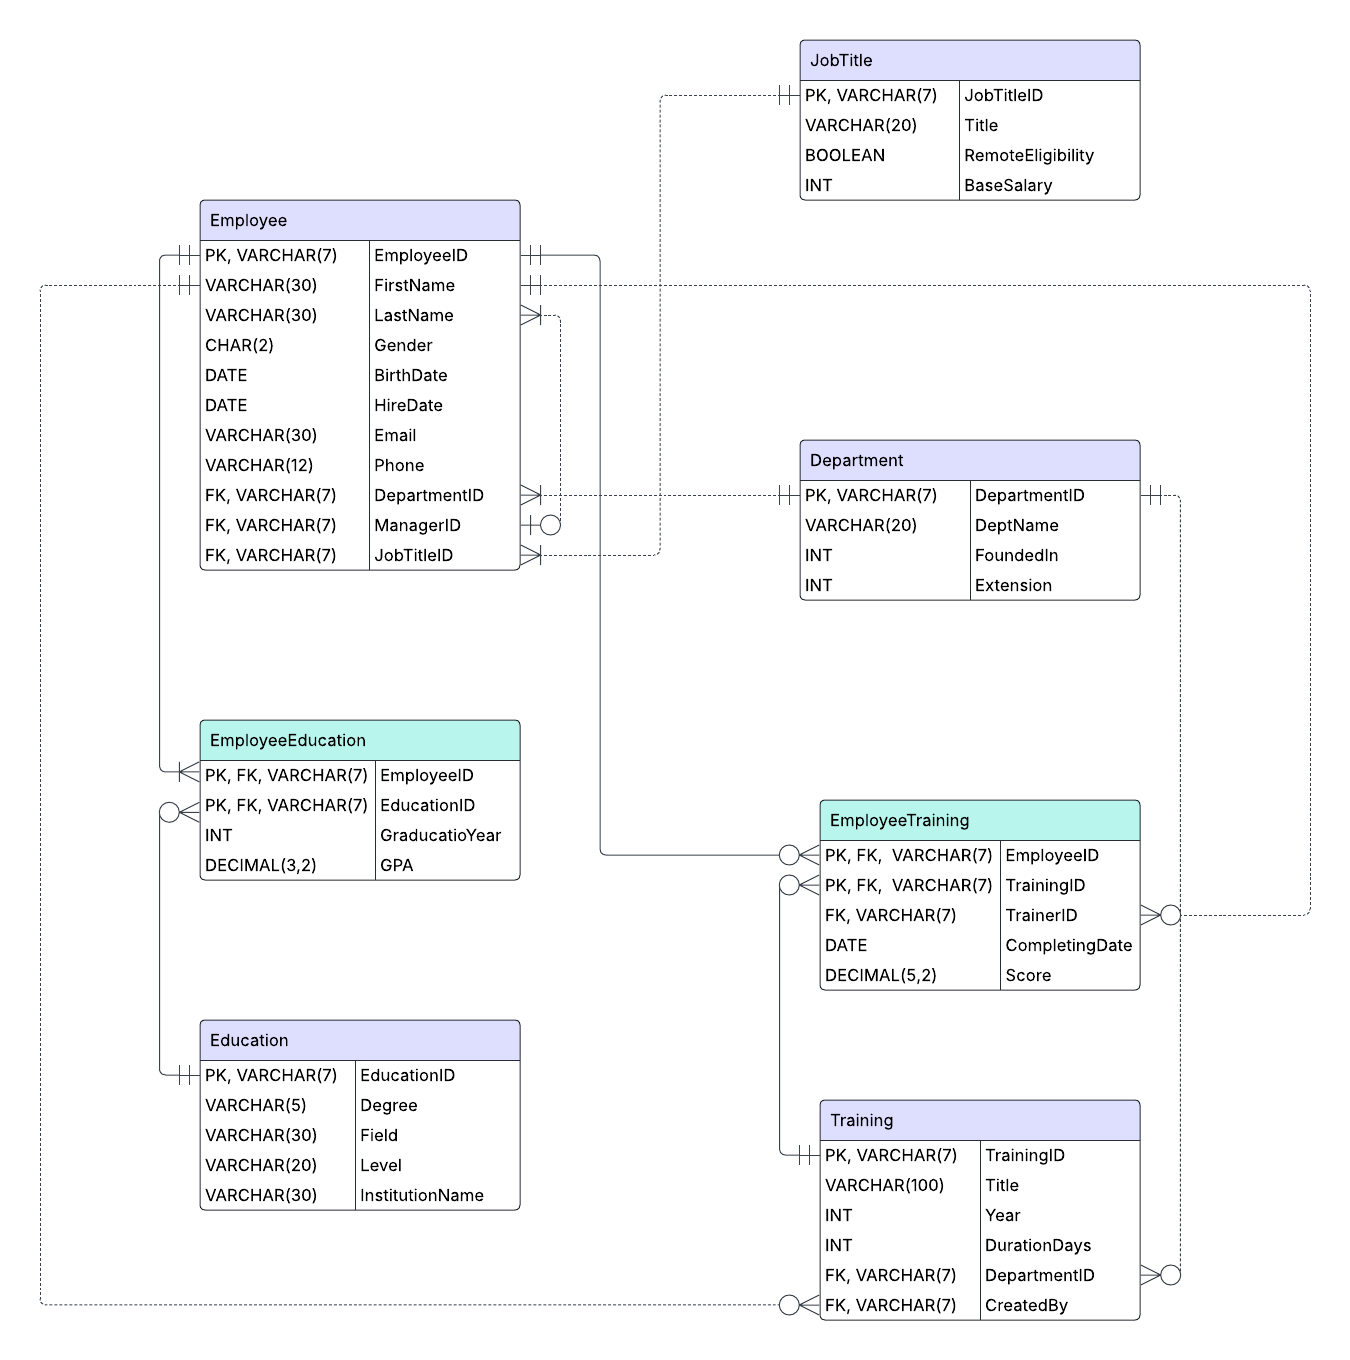 JobTitle
PK, VARCHAR(7) JobTitleID
VARCHAR(20) Title
BOOLEAN RemoteEligibility
INT BaseSalary
Employee
PK, VARCHAR(7) EmployeeID
VARCHAR(30) FirstName
VARCHAR(30) LastName
CHAR(2) Gender
DATE BirthDate
DATE HireDate
VARCHAR(30) Email
VARCHAR(12) Phone
FK, VARCHAR(7) DepartmentID
FK, VARCHAR(7) ManagerID
FK, VARCHAR(7) JobTitleID
Department
PK, VARCHAR(7) DepartmentID
VARCHAR(20) DeptName
INT FoundedIn
INT Extension
EmployeeEducation
PK, FK, VARCHAR(7) EmployeeID
PK, FK, VARCHAR(7) EducationID
INT GraducatioYear
DECIMAL(3,2) GPA
EmployeeTraining
PK, FK, VARCHAR(7) EmployeeID
PK, FK, VARCHAR(7) TrainingID
FK, VARCHAR(7) TrainerID
DATE CompletingDate
DECIMAL(5,2) Score
Education
PK, VARCHAR(7) EducationID
VARCHAR(5) Degree
VARCHAR(30) Field
VARCHAR(20) Level
VARCHAR(30) InstitutionName
Training
PK, VARCHAR(7) TrainingID
VARCHAR(100) Title
INT Year
INT DurationDays
FK, VARCHAR(7) DepartmentID
FK, VARCHAR(7) CreatedBy